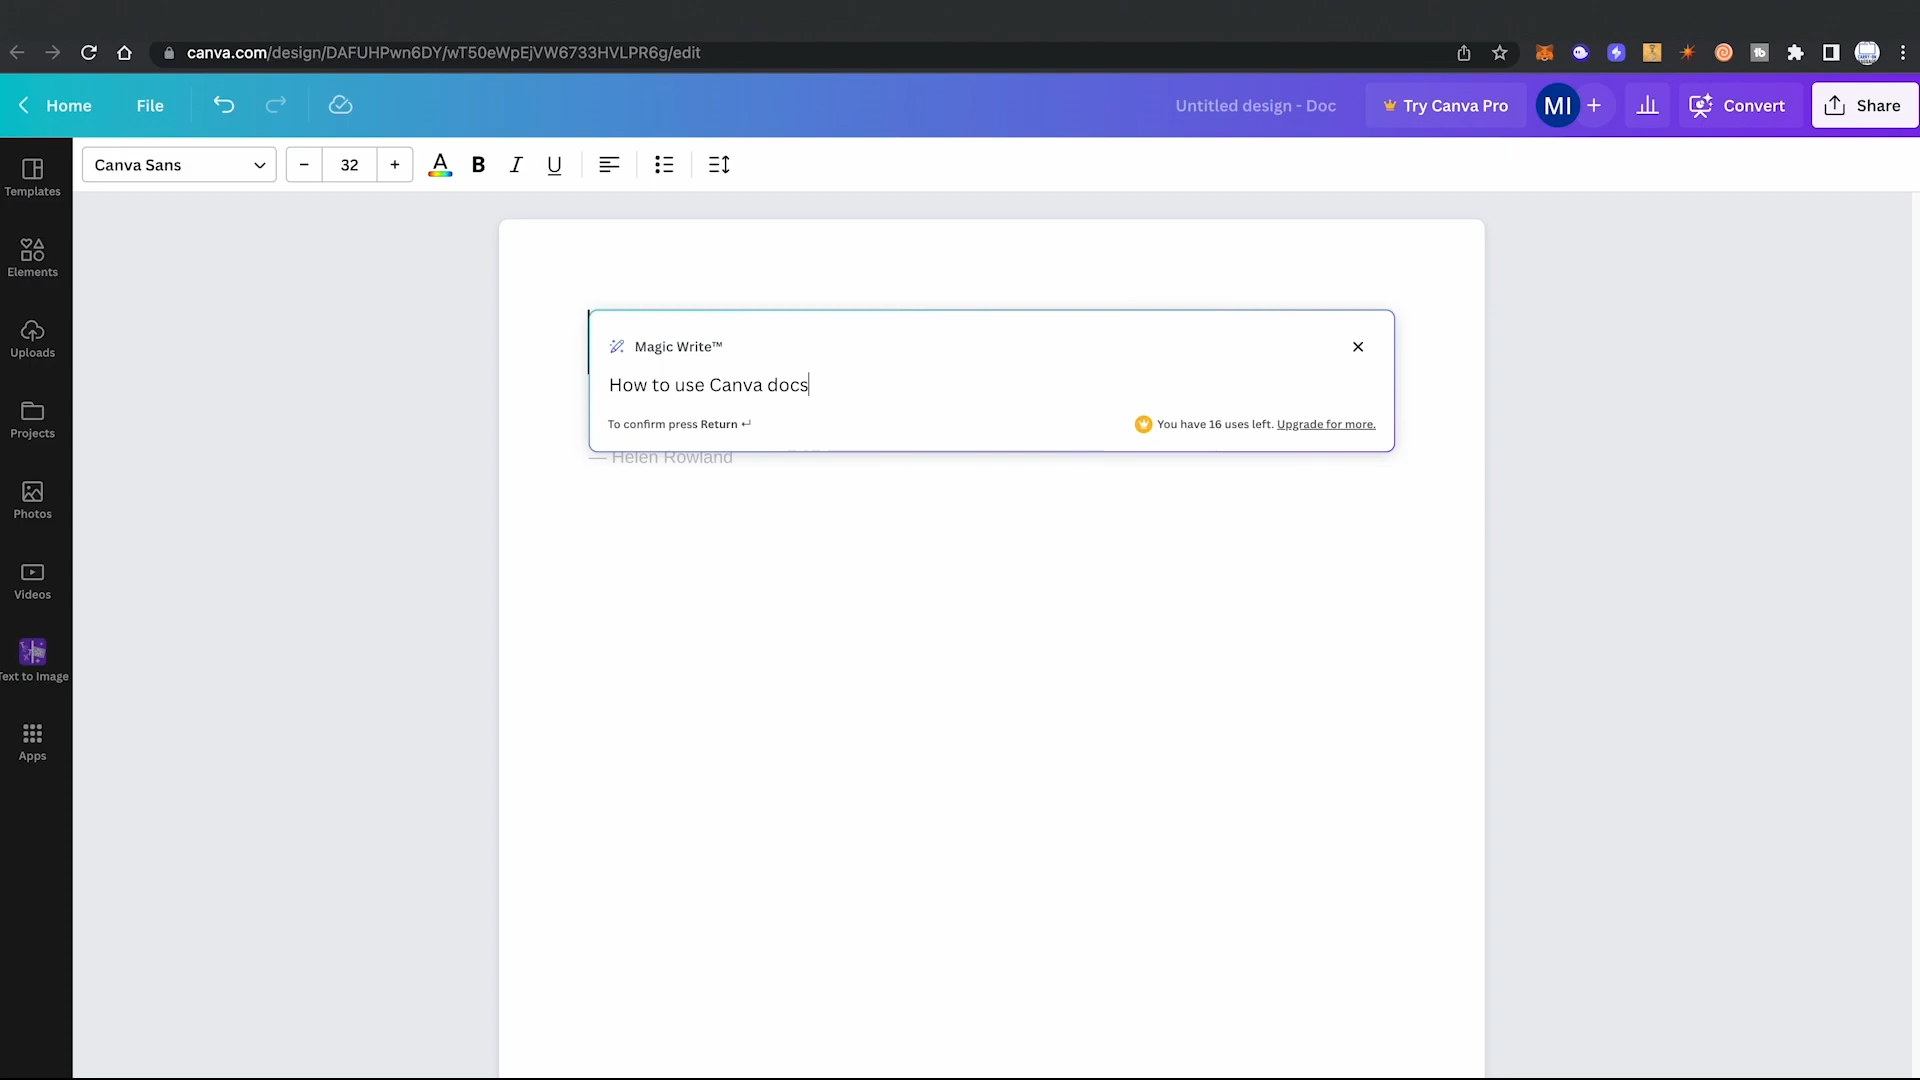 canva.com/design/DAFUHPwn6DY/wT50eWpEjVW6733HVLPR6g/edit
tb
Home
File
Untitled design - Doc
Try Canva Pro
MI
+
Convert
Share
Canva Sans
− 32 +
A B I U
Templates
Elements
Uploads
Projects
Photos
Videos
Text to Image
Apps
Magic Write™
How to use Canva docs
To confirm press Return ↵
You have 16 uses left. Upgrade for more.
— Helen Rowland